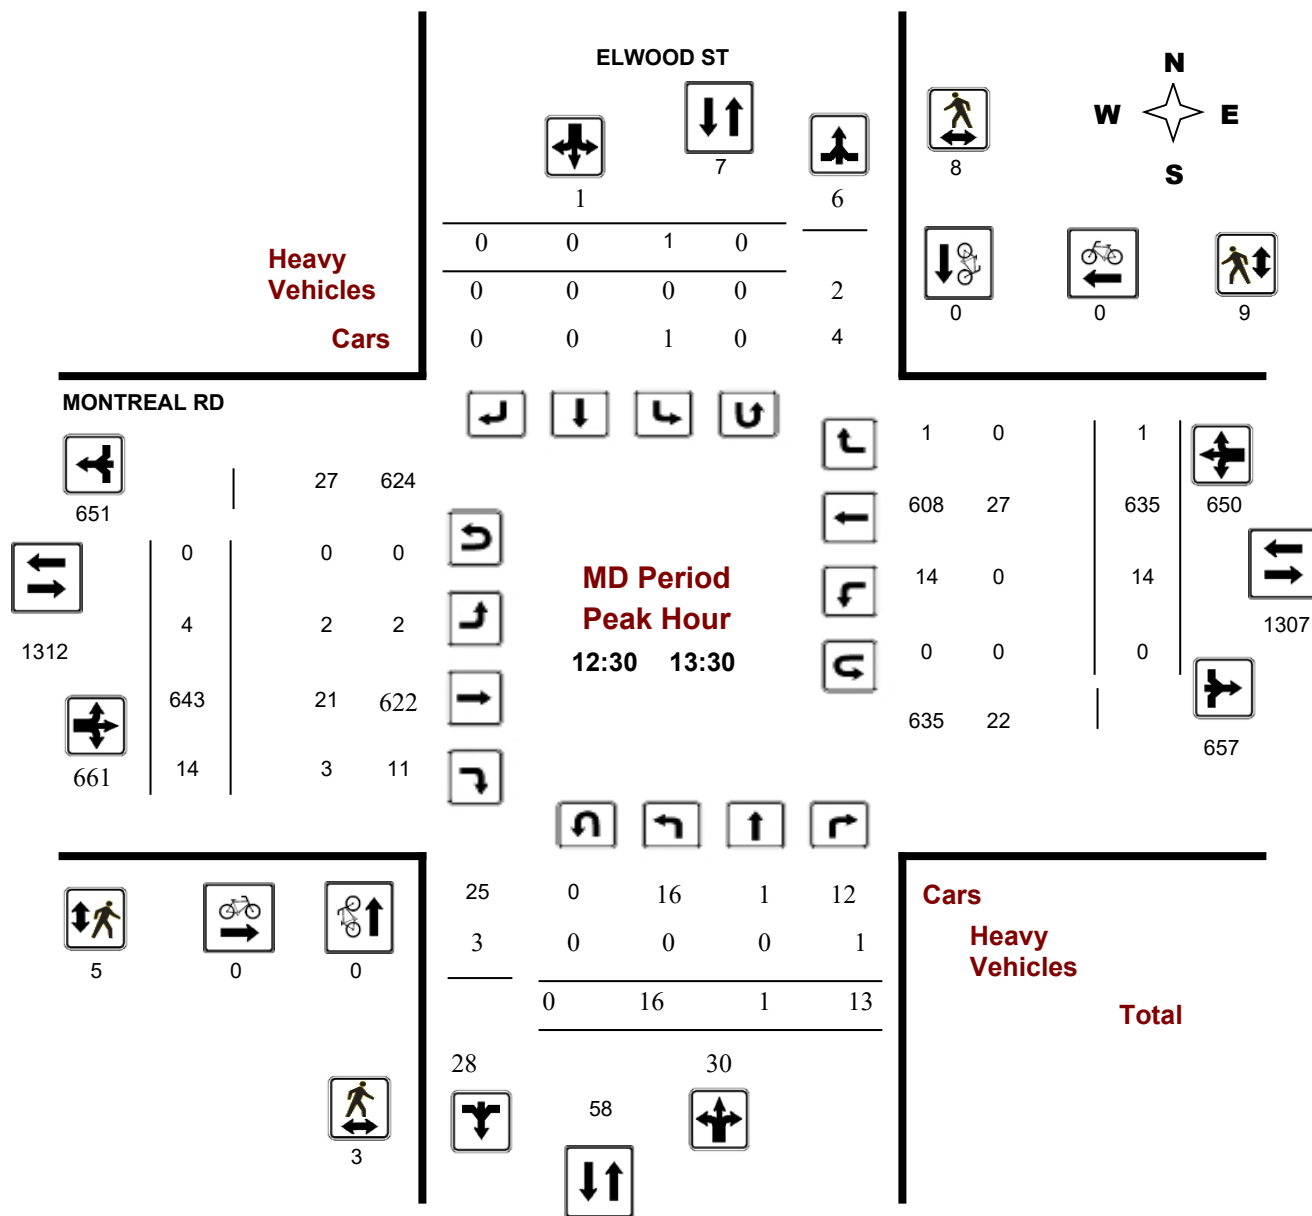 ELWOOD ST
N
W E
S
7
8
1 6
0 0 1 0
Heavy
Vehicles
0 0 0 0 2
Cars
0 0 1 0 4
0 0 9
MONTREAL RD
1 0 1
27 624
651
608 27 635 650
0 0 0
MD Period
14 0 14
Peak Hour
4 2 2
1312
12:30 13:30
1307
0 0 0
643 21 622
635 22
657
661
14 3 11
25 0 16 1 12
Cars
3 0 0 0 1
Heavy
Vehicles
5 0 0
0 16 1 13
Total
28 30
58
3